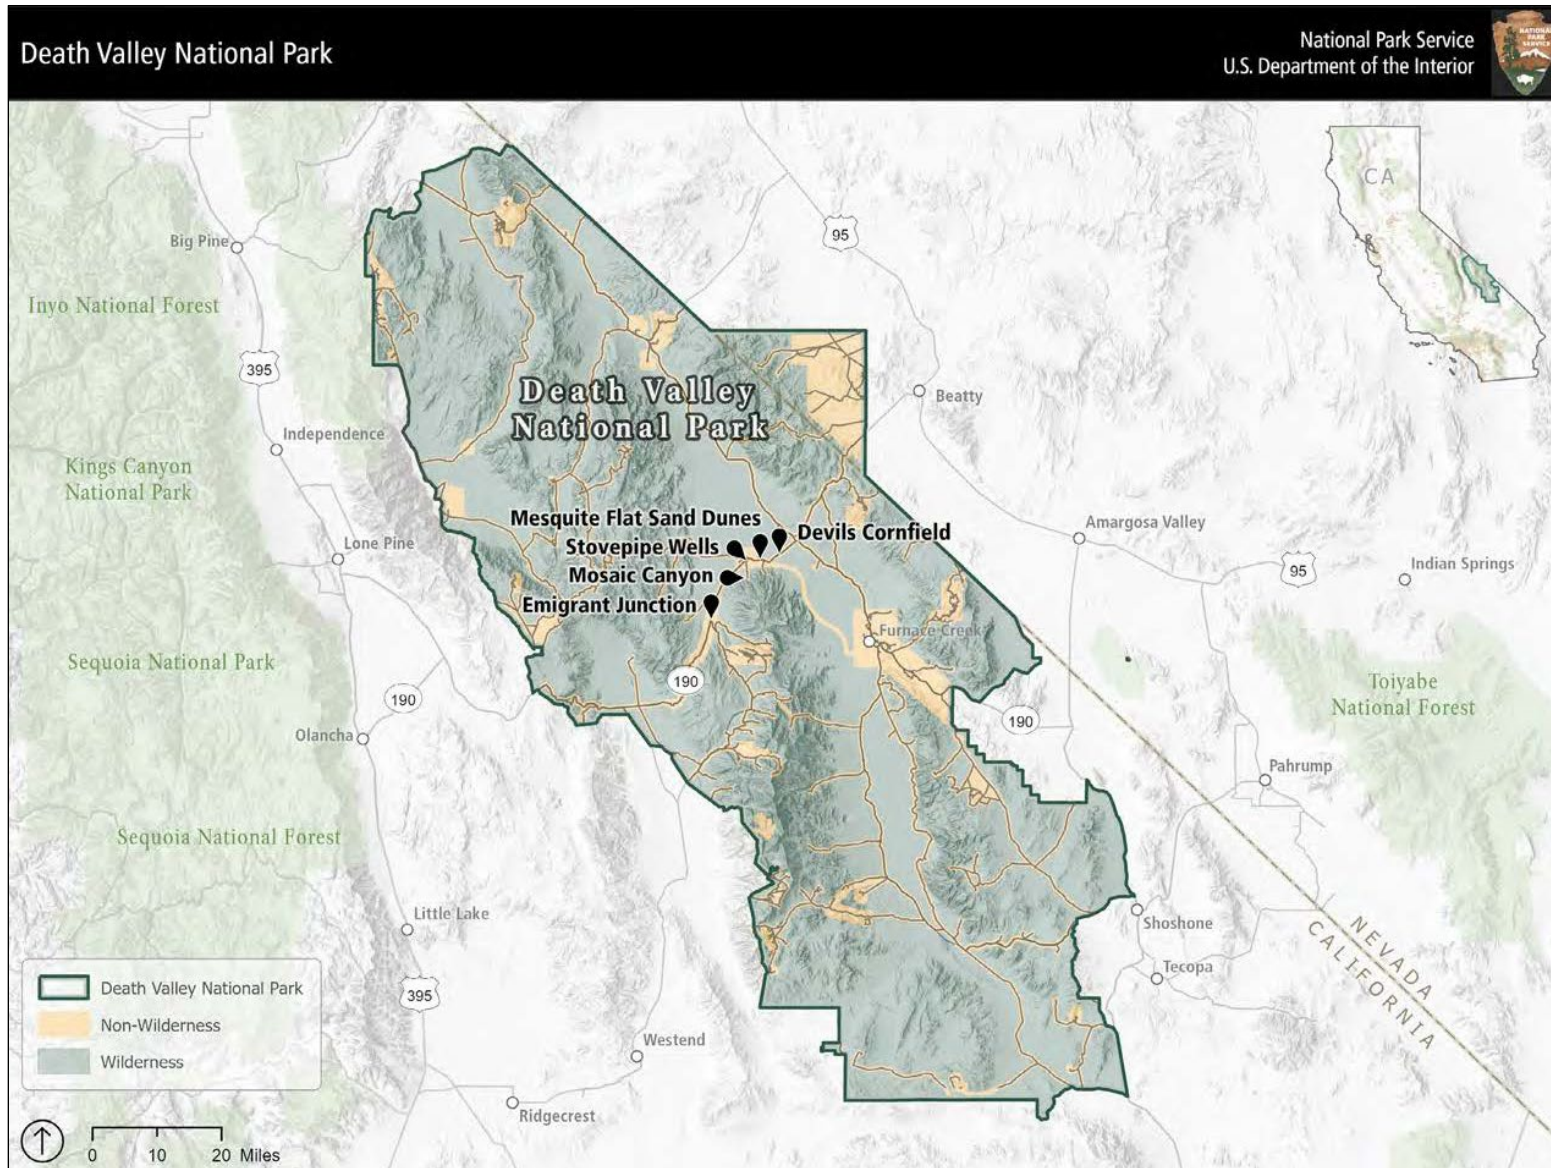 Death Valley National Park
National Park Service
U.S. Department of the Interior
NATIONAL
PARK
SERVICE
CA
95
Big Pine
Inyo National Forest
395
Death Valley
National Park
Beatty
Independence
Kings Canyon
National Park
Mesquite Flat Sand Dunes
Devils Cornfield
Stovepipe Wells
Mosaic Canyon
Emigrant Junction
Lone Pine
Amargosa Valley
95
Indian Springs
Furnace Creek
Sequoia National Park
190
190
190
Toiyabe
National Forest
Olancha
Pahrump
Sequoia National Forest
Little Lake
Shoshone
Tecopa
NEVADA
CALIFORNIA
395
Westend
Ridgecrest
Death Valley National Park
Non-Wilderness
Wilderness
0 10 20 Miles